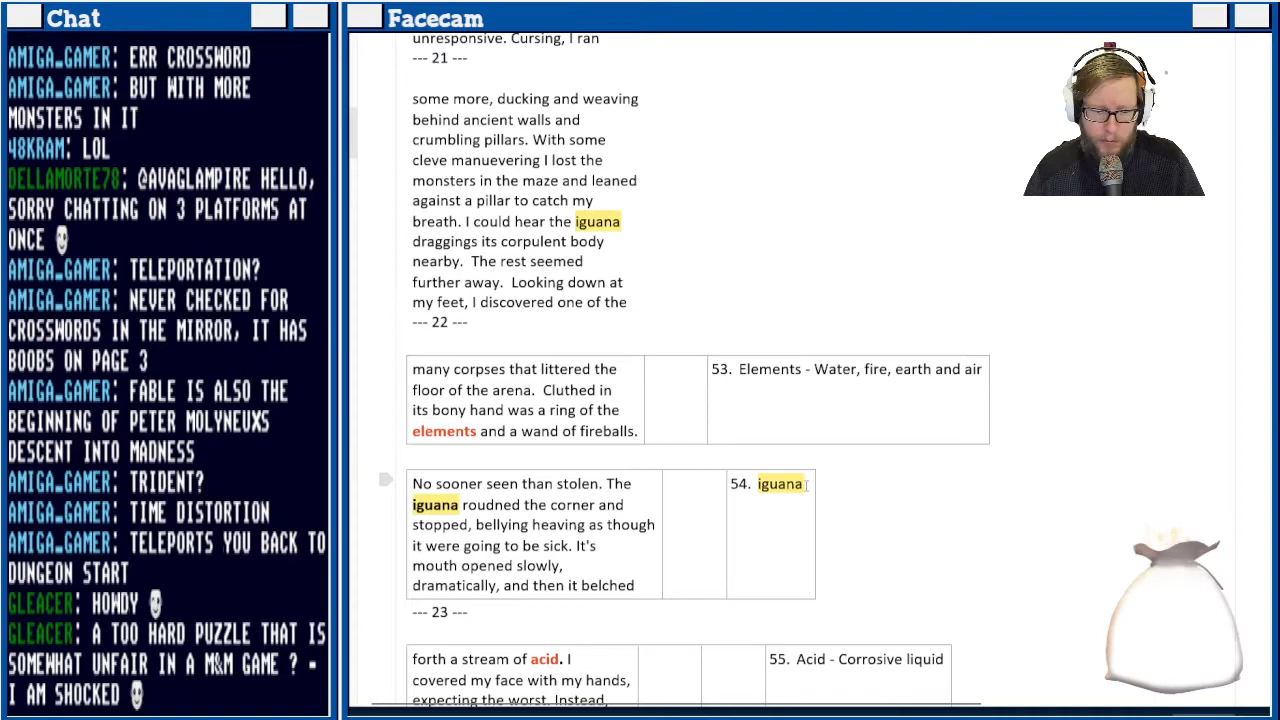 Chat
AMIGA_GAMER: ERR CROSSWORD
AMIGA_GAMER: BUT WITH MORE
MONSTERS IN IT
48KRAM: LOL
DELLAMORTE78: @AVAGLAMPIRE HELLO,
SORRY CHATTING ON 3 PLATFORMS AT
ONCE
AMIGA_GAMER: TELEPORTATION?
AMIGA_GAMER: NEVER CHECKED FOR
CROSSWORDS IN THE MIRROR, IT HAS
BOOBS ON PAGE 3
AMIGA_GAMER: FABLE IS ALSO THE
BEGINNING OF PETER MOLYNEUXS
DESCENT INTO MADNESS
AMIGA_GAMER: TRIDENT?
AMIGA_GAMER: TIME DISTORTION
AMIGA_GAMER: TELEPORTS YOU BACK TO
DUNGEON START
GLEACER: HOWDY
GLEACER: A TOO HARD PUZZLE THAT IS
SOMEWHAT UNFAIR IN A M&M GAME ? -
I AM SHOCKED
Facecam
unresponsive. Cursing, I ran
--- 21 ---
some more, ducking and weaving
behind ancient walls and
crumbling pillars. With some
cleve manuevering I lost the
monsters in the maze and leaned
against a pillar to catch my
breath. I could hear the iguana
draggings its corpulent body
nearby. The rest seemed
further away. Looking down at
my feet, I discovered one of the
--- 22 ---
many corpses that littered the
floor of the arena. Cluthed in
its bony hand was a ring of the
elements and a wand of fireballs.
53. Elements - Water, fire, earth and air
No sooner seen than stolen. The
iguana roudned the corner and
stopped, bellying heaving as though
it were going to be sick. It's
mouth opened slowly,
dramatically, and then it belched
54. iguana
--- 23 ---
forth a stream of acid. I
covered my face with my hands,
expecting the worst. Instead,
55. Acid - Corrosive liquid